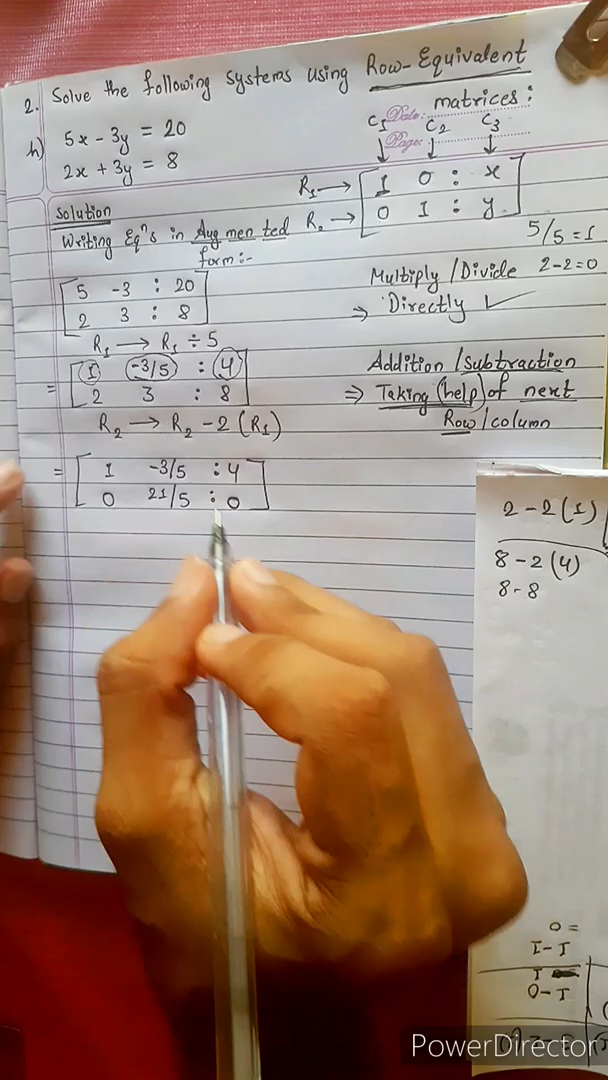 2. Solve the following systems using Row-Equivalent
matrices:
h) 5x - 3y = 20
2x + 3y = 8
Date:
Page:
C1 C2 C3
R1 → [ 1 0 : x ]
R2 → [ 0 1 : y ]
Solution
Writing Eqns in Augmented
form:-
[ 5 -3 : 20 ]
[ 2 3 : 8 ]
R1 → R1 ÷ 5
= [ 1 -3/5 : 4 ]
[ 2 3 : 8 ]
R2 → R2 - 2 (R1)
= [ 1 -3/5 : 4 ]
[ 0 21/5 : 0 ]
5/5 = 1
Multiply / Divide 2-2=0
⇒ Directly ✓
Addition / Subtraction
⇒ Taking (help) of next
Row/column
2 - 2 (1)
8 - 2 (4)
8 - 8
PowerDirector